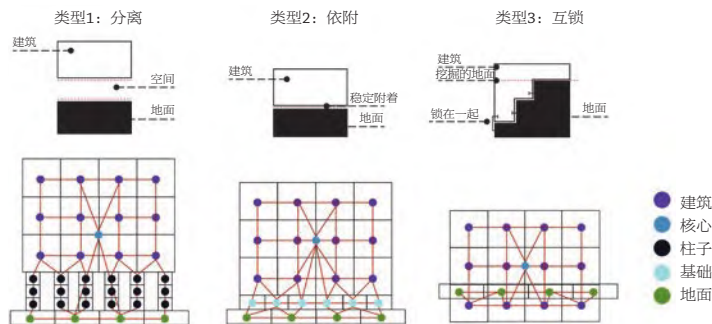 类型1：分离
建筑
空间
地面
类型2：依附
建筑
稳定附着
地面
类型3：互锁
建筑
挖掘的地面
锁在一起
地面
建筑
核心
柱子
基础
地面